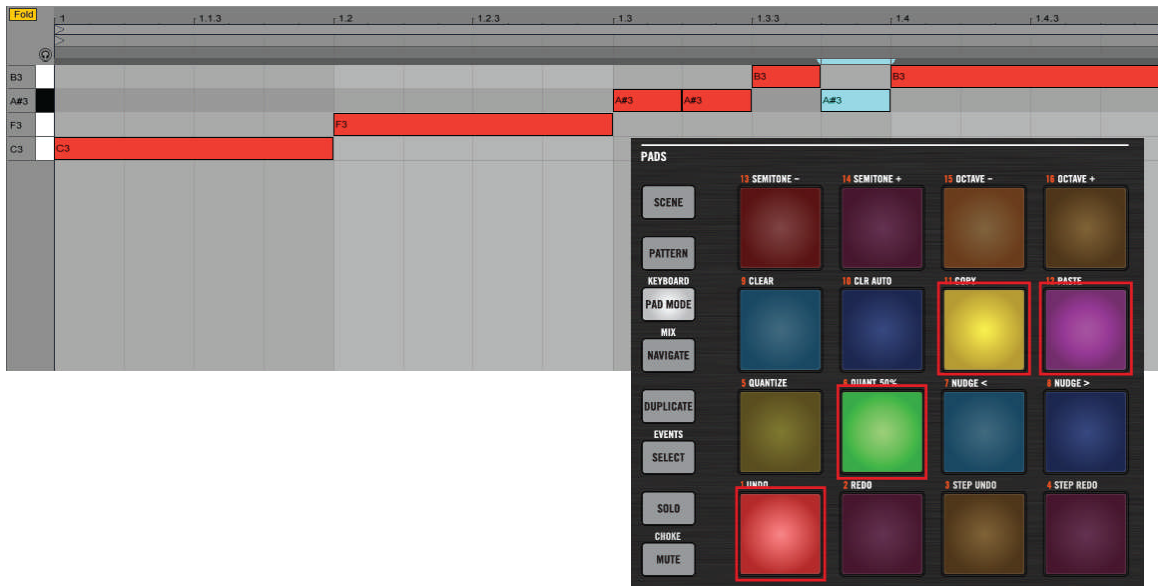 Fold
1 1.1.3 1.2 1.2.3 1.3 1.3.3 1.4 1.4.3
B3 B3 B3
A#3 A#3 A#3 A#3
F3 F3
C3 C3
PADS
13 SEMITONE – 14 SEMITONE + 15 OCTAVE – 16 OCTAVE +
SCENE
PATTERN
KEYBOARD 9 CLEAR 10 CLR AUTO 11 COPY 12 PASTE
PAD MODE
MIX
NAVIGATE
5 QUANTIZE 6 QUANT 50% 7 NUDGE < 8 NUDGE >
DUPLICATE
EVENTS
SELECT
1 UNDO 2 REDO 3 STEP UNDO 4 STEP REDO
SOLO
CHOKE
MUTE